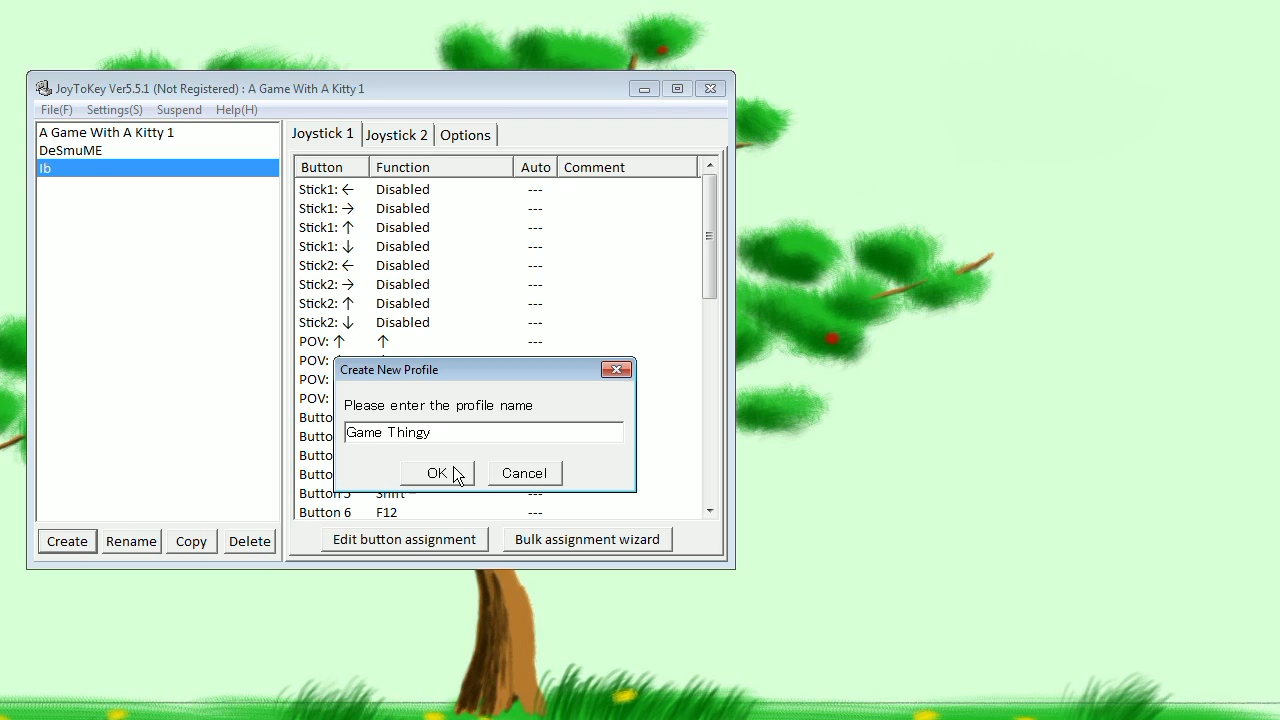 JoyToKey Ver5.5.1 (Not Registered) : A Game With A Kitty 1
File(F) Settings(S) Suspend Help(H)
A Game With A Kitty 1
DeSmuME
Ib
Joystick 1 Joystick 2 Options
Button Function Auto Comment
Stick1: ← Disabled ---
Stick1: → Disabled ---
Stick1: ↑ Disabled ---
Stick1: ↓ Disabled ---
Stick2: ← Disabled ---
Stick2: → Disabled ---
Stick2: ↑ Disabled ---
Stick2: ↓ Disabled ---
POV: ↑ ↑ ---
POV:
POV:
POV:
Create New Profile
Please enter the profile name
Game Thingy
OK Cancel
Button 5 Shift ---
Button 6 F12 ---
Create Rename Copy Delete
Edit button assignment Bulk assignment wizard